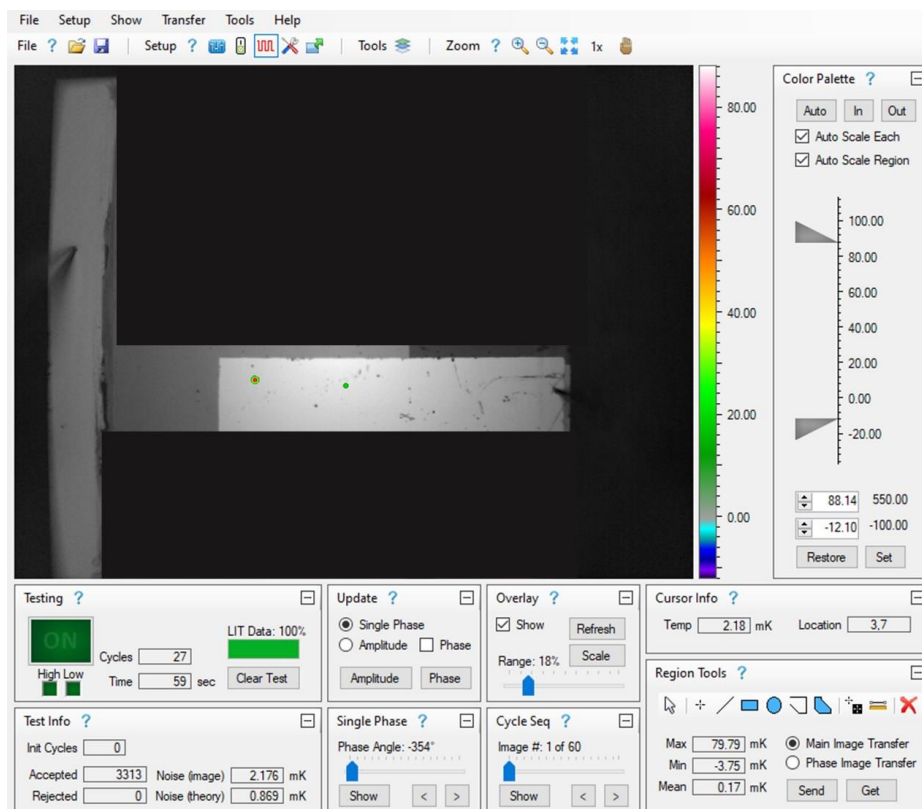 File Setup Show Transfer Tools Help
File ? Setup ? Tools Zoom ? 1x
80.00
60.00
40.00
20.00
0.00
Color Palette ?
Auto In Out
Auto Scale Each
Auto Scale Region
100.00
80.00
60.00
40.00
20.00
0.00
-20.00
88.14 550.00
-12.10 -100.00
Restore Set
Testing ?
ON
LIT Data: 100%
Cycles 27
High Low
Time 59 sec Clear Test
Update ?
Single Phase
Amplitude Phase
Amplitude Phase
Overlay ?
Show Refresh
Range: 18% Scale
Cursor Info ?
Temp 2.18 mK Location 3,7
Region Tools ?
Max 79.79 mK Main Image Transfer
Min -3.75 mK Phase Image Transfer
Mean 0.17 mK Send Get
Test Info ?
Init Cycles 0
Accepted 3313 Noise (image) 2.176 mK
Rejected 0 Noise (theory) 0.869 mK
Single Phase ?
Phase Angle: -354°
Show < >
Cycle Seq ?
Image #: 1 of 60
Show < >